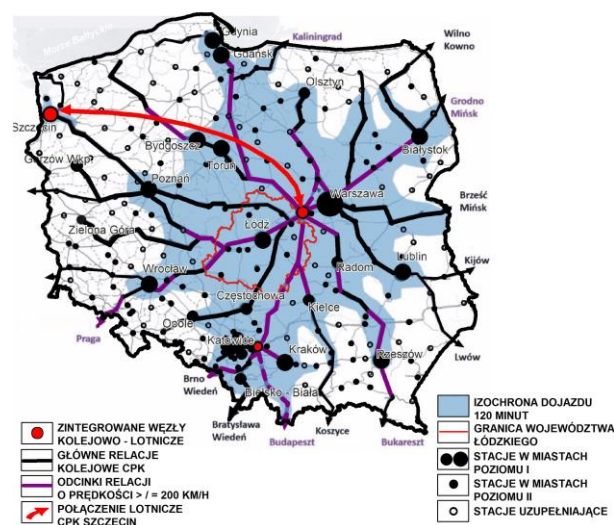 Morze Bałtyckie
Gdynia
Gdańsk
Kaliningrad
Wilno
Kowno
Olsztyn
Grodno
Mińsk
Szczecin
Bydgoszcz
Toruń
Białystok
Gorzów Wkp.
Poznań
Warszawa
Brześć
Mińsk
Zielona Góra
Łódź
Lublin
Kijów
Wrocław
Radom
Częstochowa
Kielce
Opole
Praga
Katowice
Kraków
Rzeszów
Lwów
Brno
Wiedeń
Bielsko - Biała
Bratysława
Wiedeń
Budapeszt
Koszyce
Bukareszt
ZINTEGROWANE WĘZŁY
KOLEJOWO - LOTNICZE
GŁÓWNE RELACJE
KOLEJOWE CPK
ODCINKI RELACJI
O PRĘDKOŚCI > / = 200 KM/H
POŁĄCZENIE LOTNICZE
CPK SZCZECIN
IZOCHRONA DOJAZDU
120 MINUT
GRANICA WOJEWÓDZTWA
ŁÓDZKIEGO
STACJE W MIASTACH
POZIOMU I
STACJE W MIASTACH
POZIOMU II
STACJE UZUPEŁNIAJĄCE